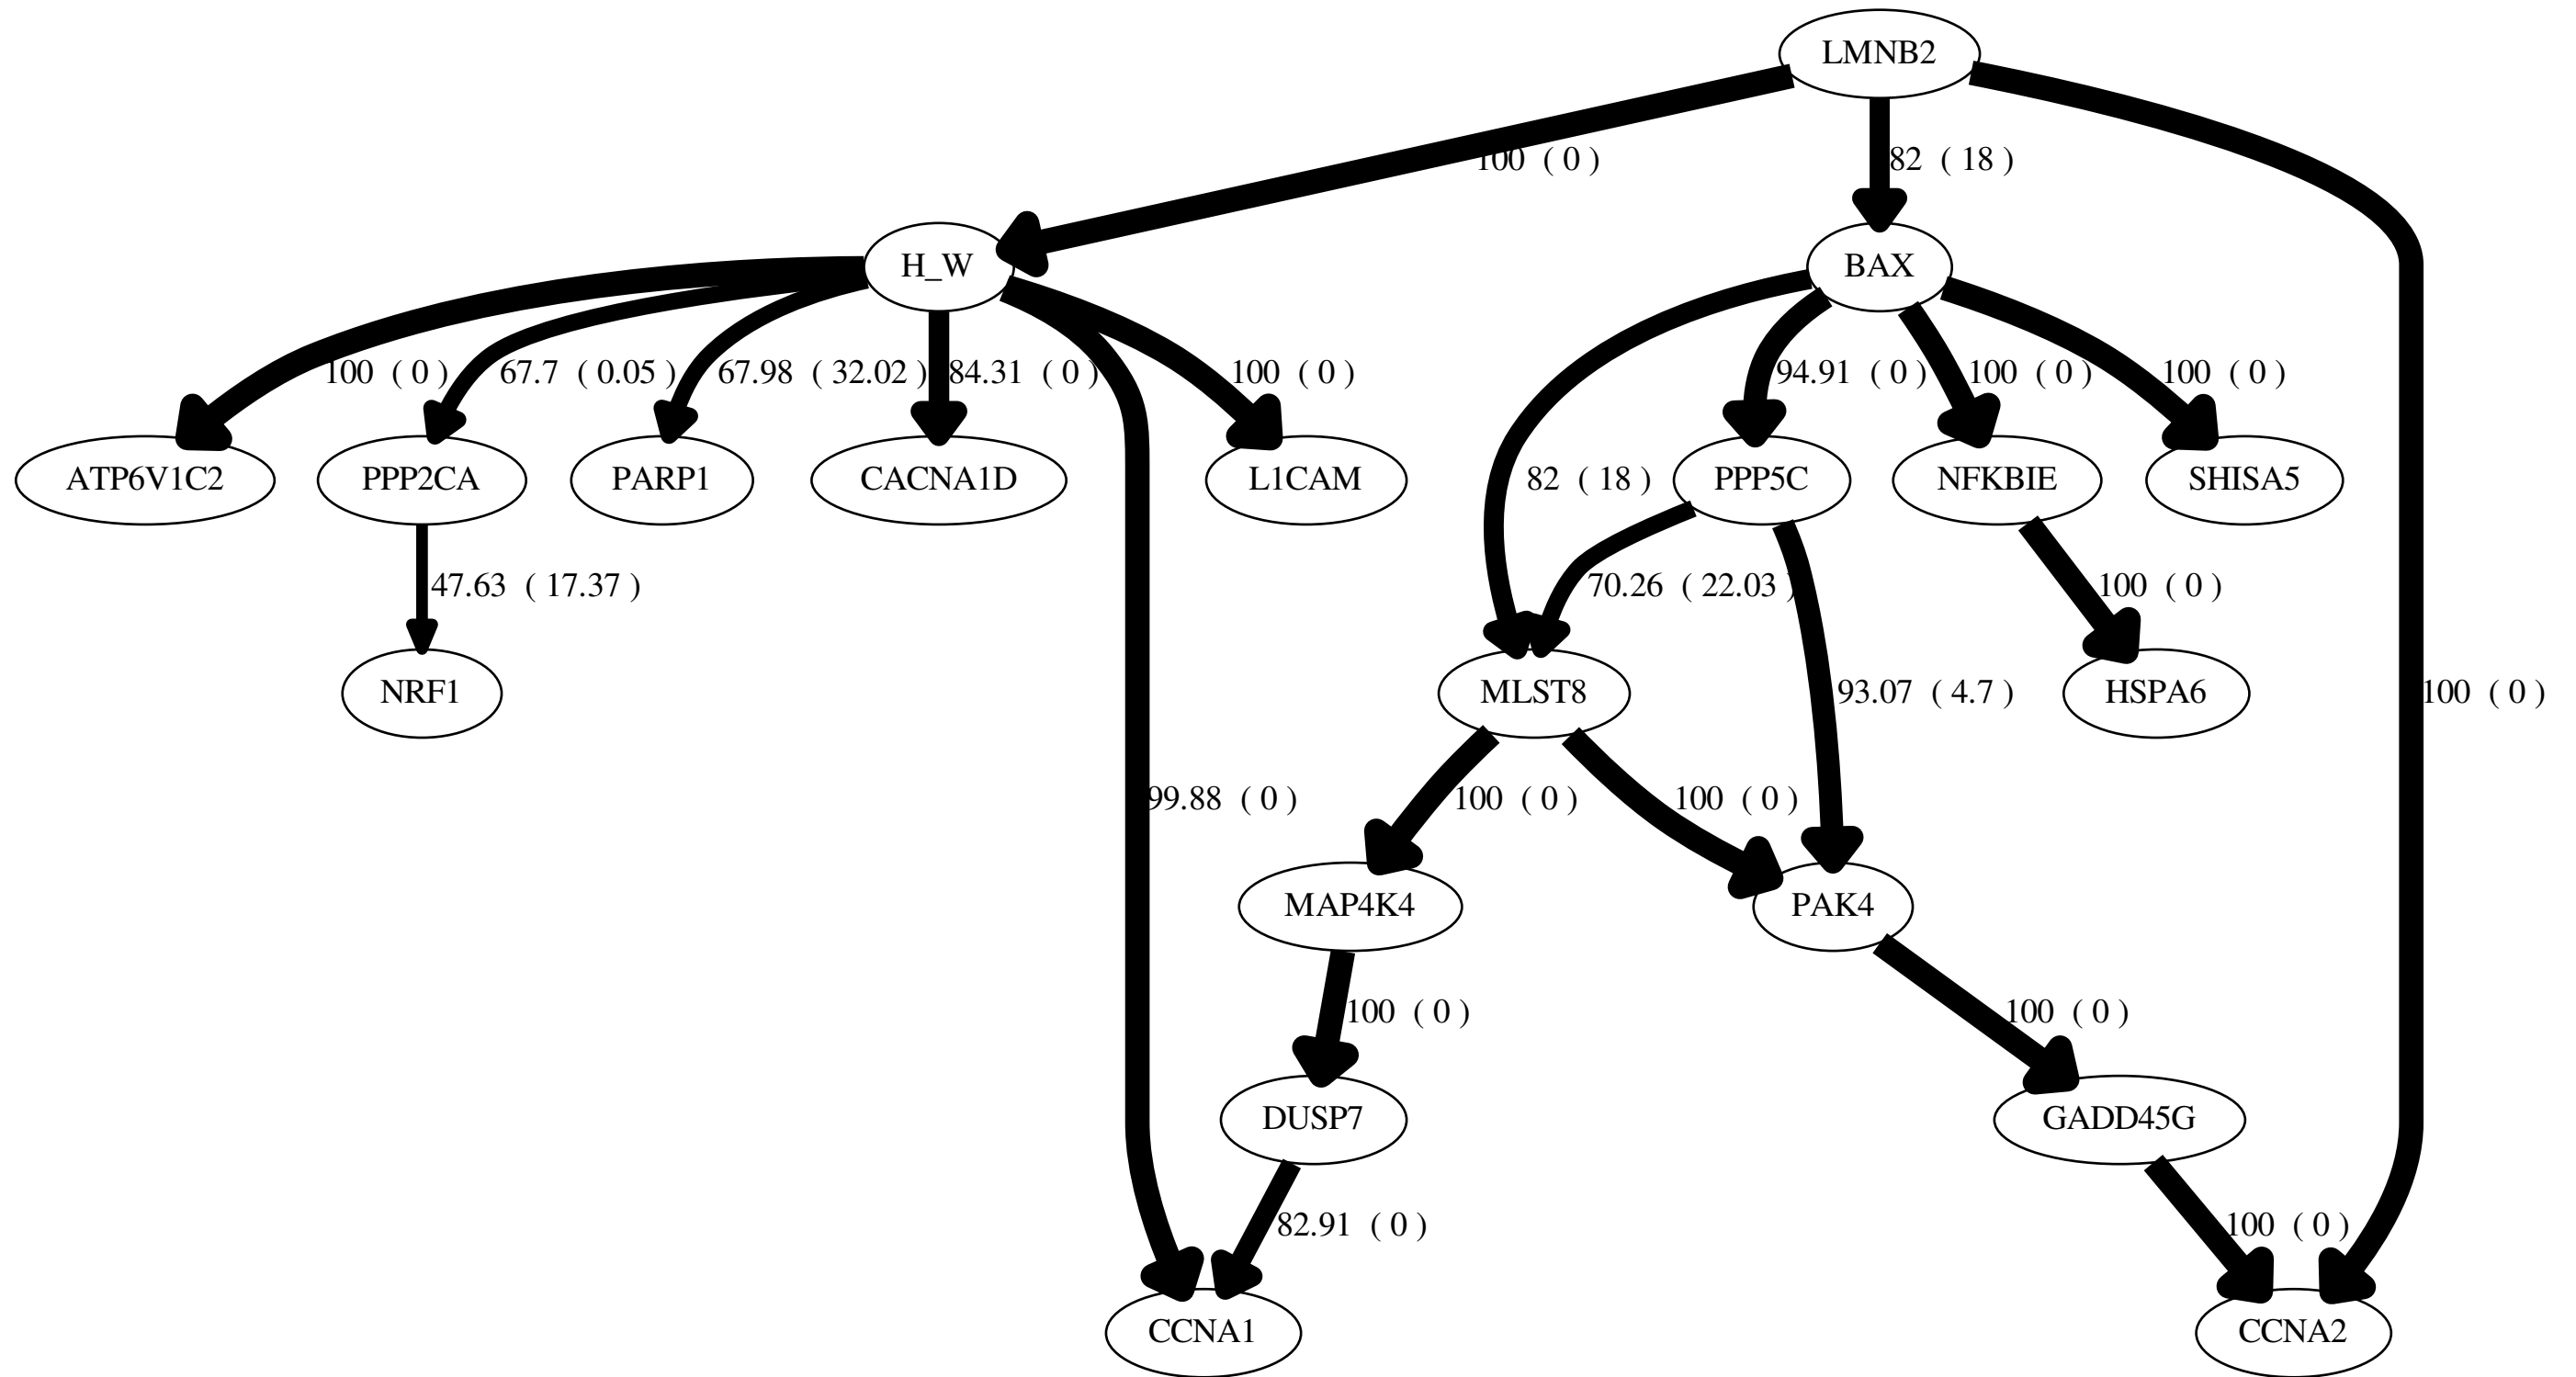 LMNB2
100 ( 0 )
82 ( 18 )
H_W
BAX
100 ( 0 )
67.7 ( 0.05 )
67.98 ( 32.02 )
84.31 ( 0 )
100 ( 0 )
94.91 ( 0 )
100 ( 0 )
100 ( 0 )
ATP6V1C2
PPP2CA
PARP1
CACNA1D
L1CAM
82 ( 18 )
PPP5C
NFKBIE
SHISA5
47.63 ( 17.37 )
70.26 ( 22.03 )
100 ( 0 )
NRF1
MLST8
93.07 ( 4.7 )
HSPA6
100 ( 0 )
99.88 ( 0 )
100 ( 0 )
100 ( 0 )
MAP4K4
PAK4
100 ( 0 )
100 ( 0 )
DUSP7
GADD45G
82.91 ( 0 )
100 ( 0 )
CCNA1
CCNA2